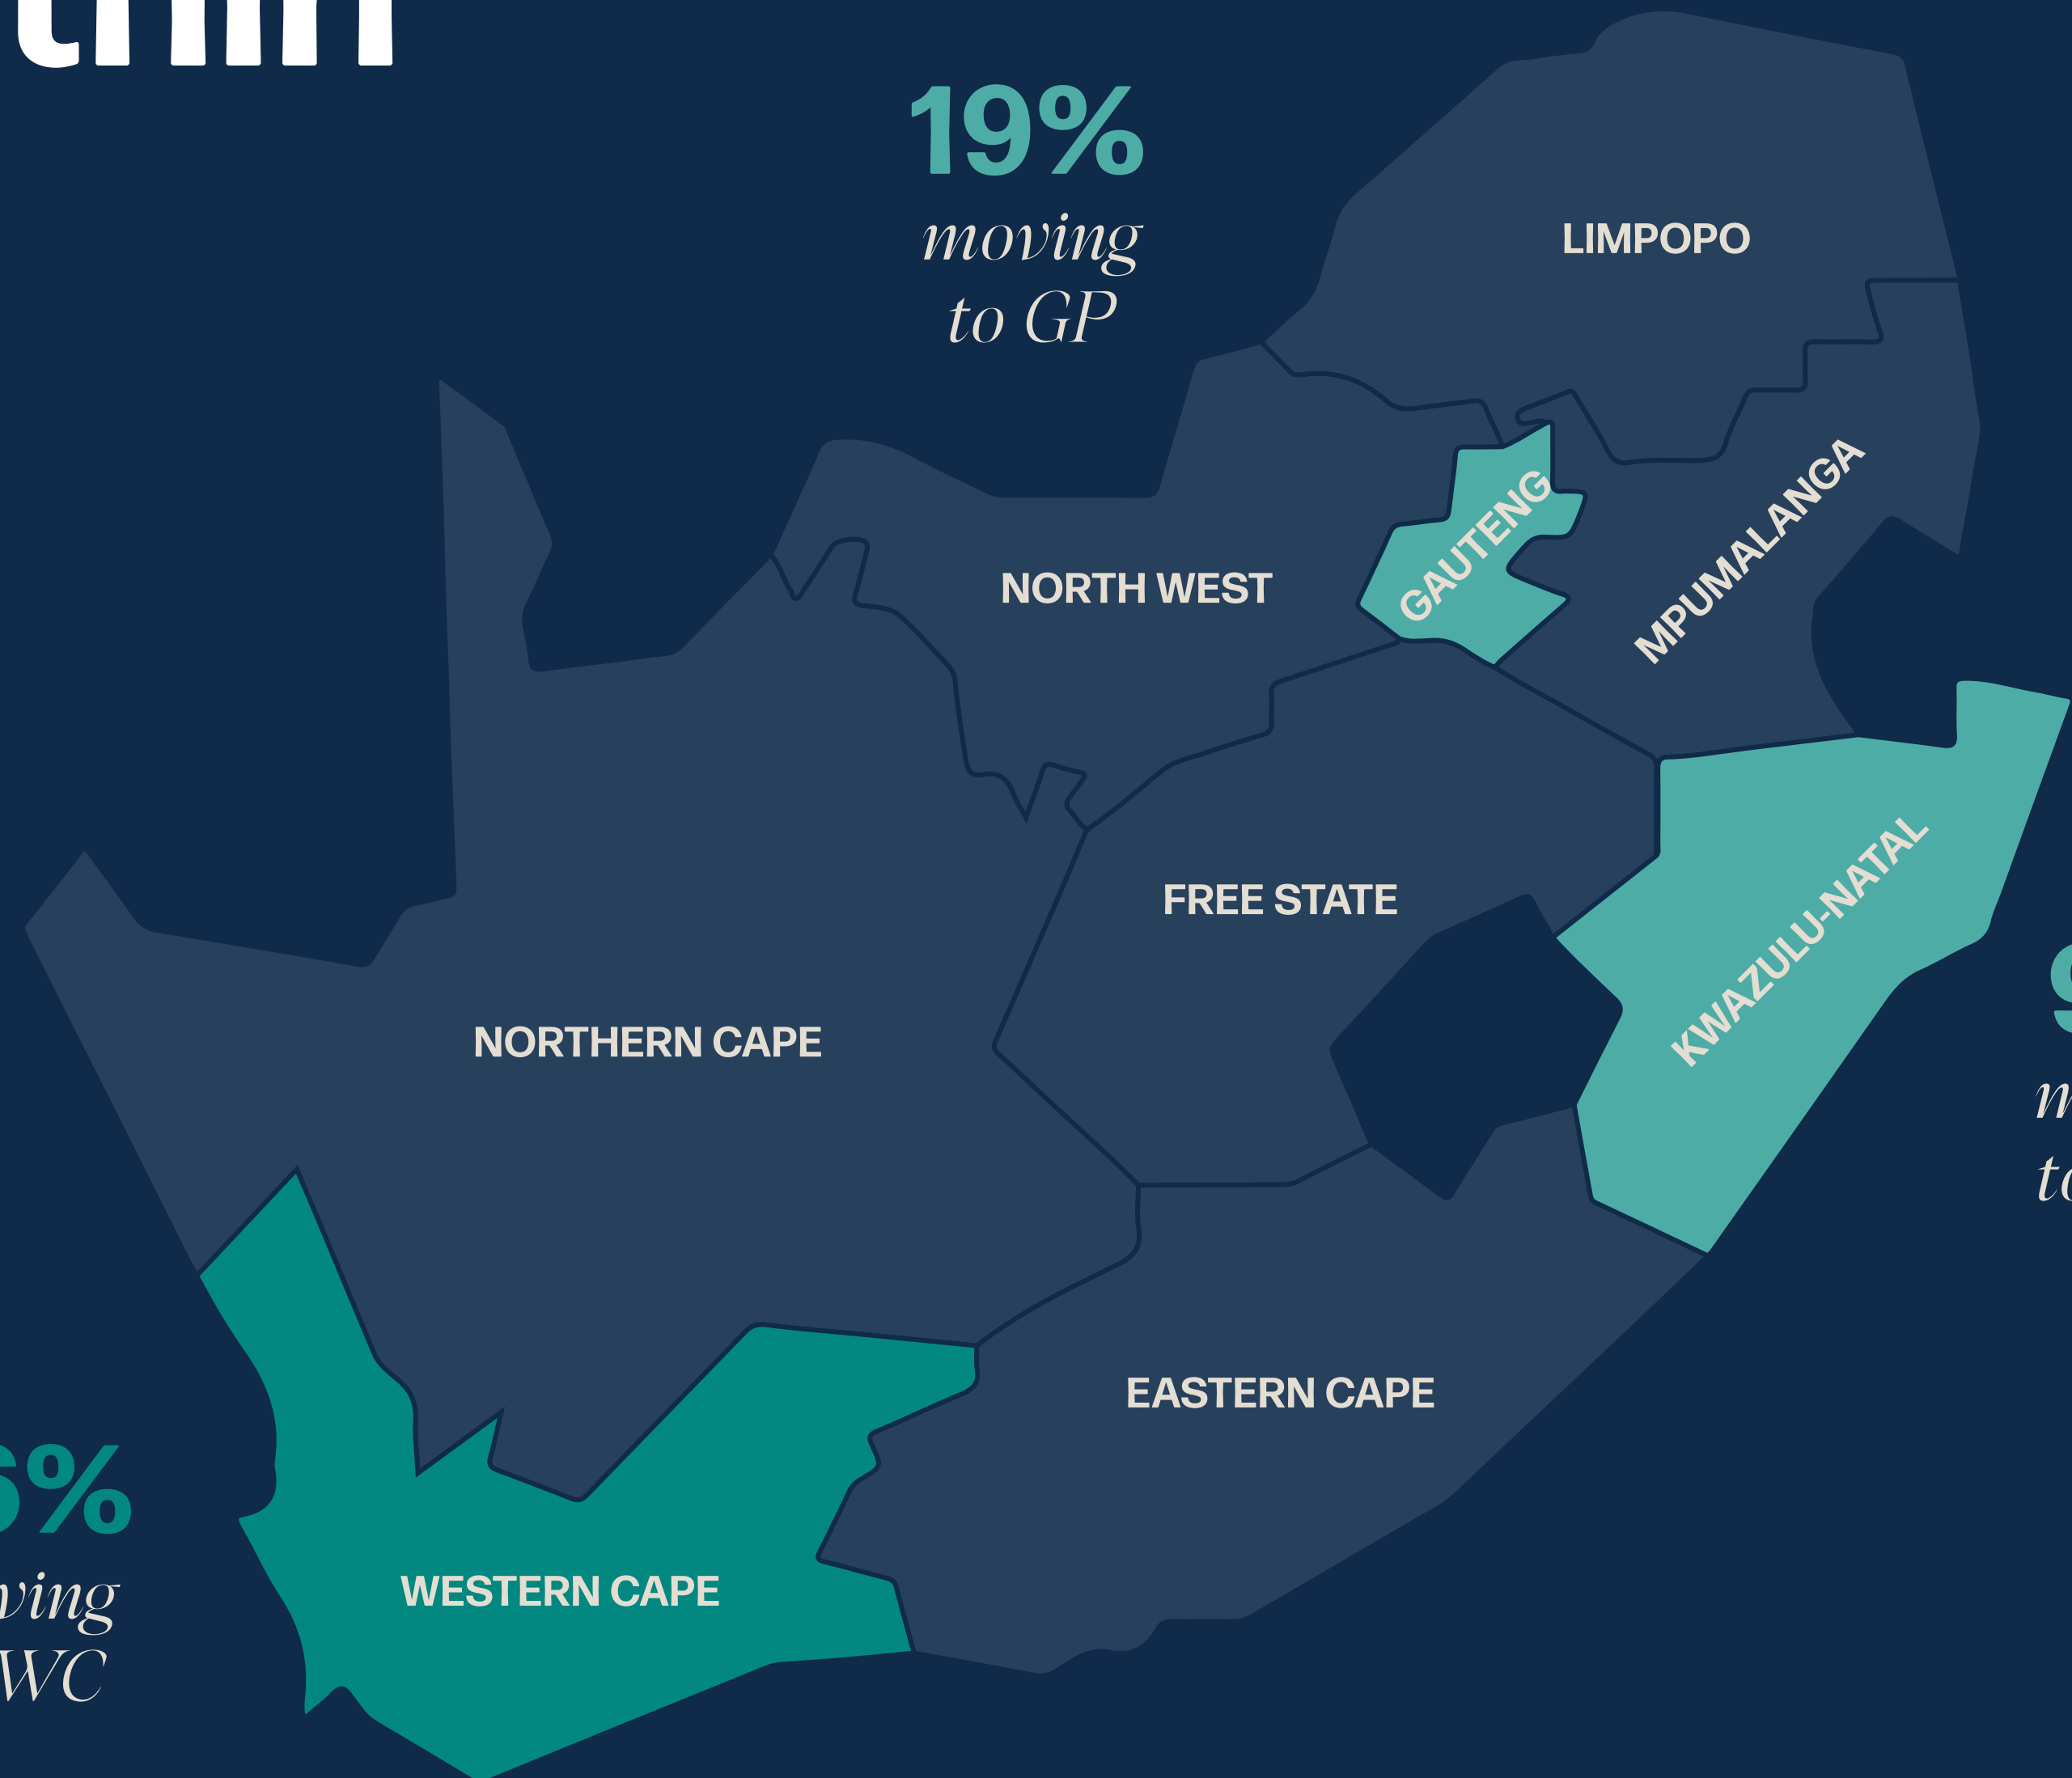 19%
moving
to GP
LIMPOPO
GAUTENG
MPUMALANGA
NORTH WEST
FREE STATE
KWAZULU-NATAL
NORTHERN CAPE
EASTERN CAPE
WESTERN CAPE
WC